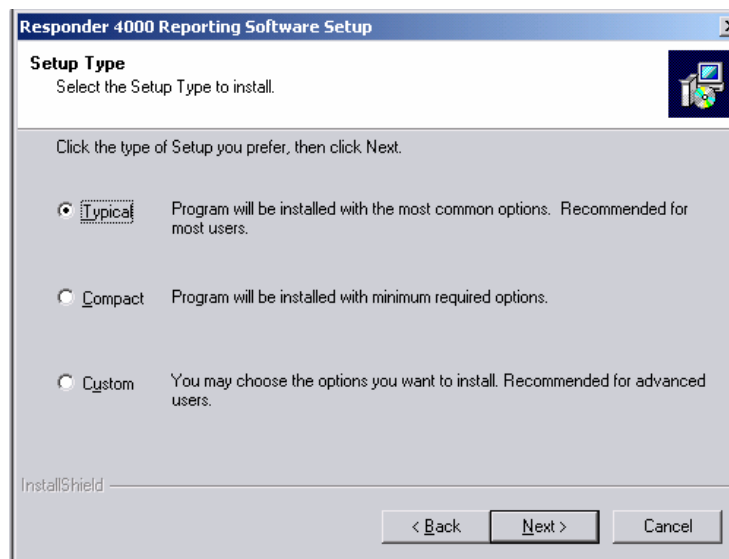 Responder 4000 Reporting Software Setup
Setup Type
Select the Setup Type to install.
Click the type of Setup you prefer, then click Next.
Typical
Program will be installed with the most common options. Recommended for
most users.
Compact
Program will be installed with minimum required options.
Custom
You may choose the options you want to install. Recommended for advanced
users.
InstallShield
< Back
Next >
Cancel